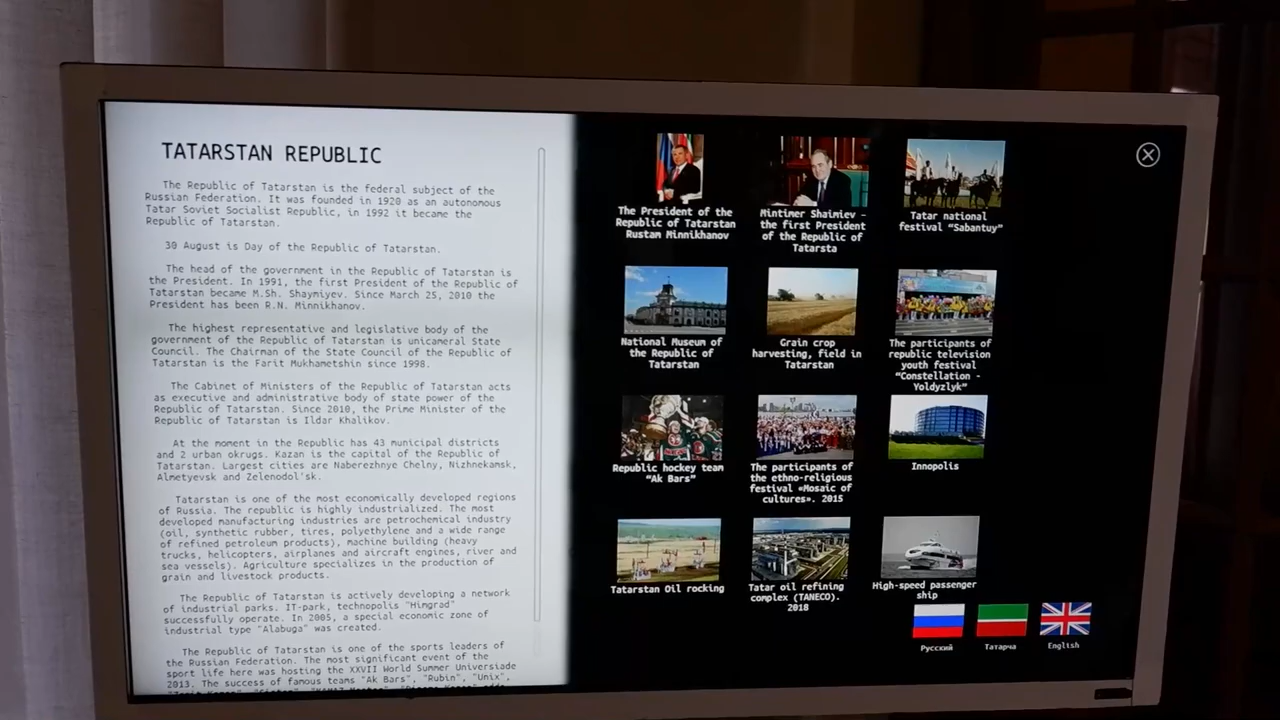 TATARSTAN REPUBLIC
The Republic of Tatarstan is the federal subject of the
Russian Federation. It was founded in 1920 as an autonomous
Tatar Soviet Socialist Republic, in 1992 it became the
Republic of Tatarstan.
30 August is Day of the Republic of Tatarstan.
The head of the government in the Republic of Tatarstan is
the President. In 1991, the first President of the Republic of
Tatarstan became M.Sh. Shaymiyev. Since March 25, 2010 the
President has been R.N. Minnikhanov.
The highest representative and legislative body of the
government of the Republic of Tatarstan is unicameral State
Council. The Chairman of the State Council of the Republic of
Tatarstan is the Farit Mukhametshin since 1998.
The Cabinet of Ministers of the Republic of Tatarstan acts
as executive and administrative body of state power of the
Republic of Tatarstan. Since 2010, the Prime Minister of the
Republic of Tatarstan is Ildar Khalikov.
At the moment in the Republic has 43 municipal districts
and 2 urban okrugs. Kazan is the capital of the Republic of
Tatarstan. Largest cities are Naberezhnye Chelny, Nizhnekamsk,
Almetyevsk and Zelenodol'sk.
Tatarstan is one of the most economically developed regions
of Russia. The republic is highly industrialized. The most
developed manufacturing industries are petrochemical industry
(oil, synthetic rubber, tires, polyethylene and a wide range
of refined petroleum products), machine building (heavy
trucks, helicopters, airplanes and aircraft engines, river and
sea vessels). Agriculture specializes in the production of
grain and livestock products.
The Republic of Tatarstan is actively developing a network
of industrial parks. IT-park, technopolis "Himgrad"
successfully operate. In 2005, a special economic zone of
industrial type "Alabuga" was created.
The Republic of Tatarstan is one of the sports leaders of
the Russian Federation. The most significant event of the
sport life here was hosting the XXVII World Summer Universiade
2013. The success of famous teams "Ak Bars", "Rubin", "Unix",
The President of the
Republic of Tatarstan
Rustam Minnikhanov
Mintimer Shaimiev -
the first President
of the Republic of
Tatarsta
Tatar national
festival “Sabantuy”
National Museum of
the Republic of
Tatarstan
Grain crop
harvesting, field in
Tatarstan
The participants of
republic television
youth festival
“Constellation -
Yoldyzlyk”
Republic hockey team
“Ak Bars”
The participants of
the ethno-religious
festival «Mosaic of
cultures». 2015
Innopolis
Tatarstan Oil rocking
Tatar oil refining
complex (TANECO).
2018
High-speed passenger
ship
Русский
Татарча
English